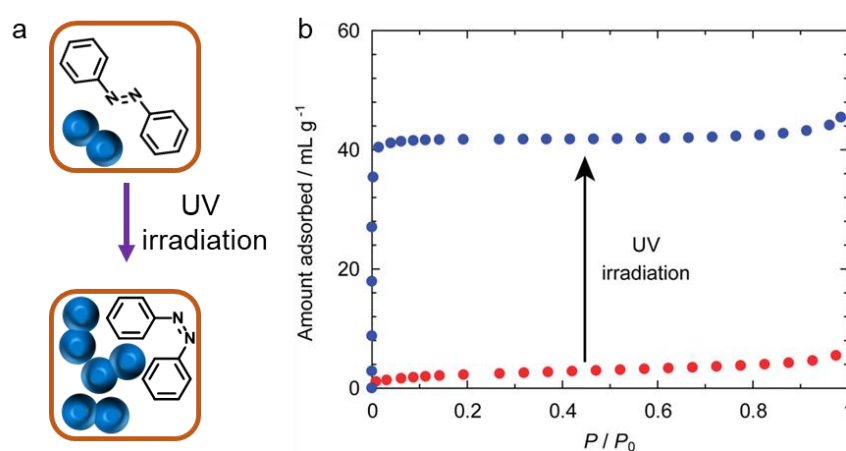 a
N
N
UV
irradiation
N
N
b
Amount adsorbed / mL g⁻¹
60
40
20
0
UV
irradiation
0
0.2
0.4
0.6
0.8
1
P / P₀